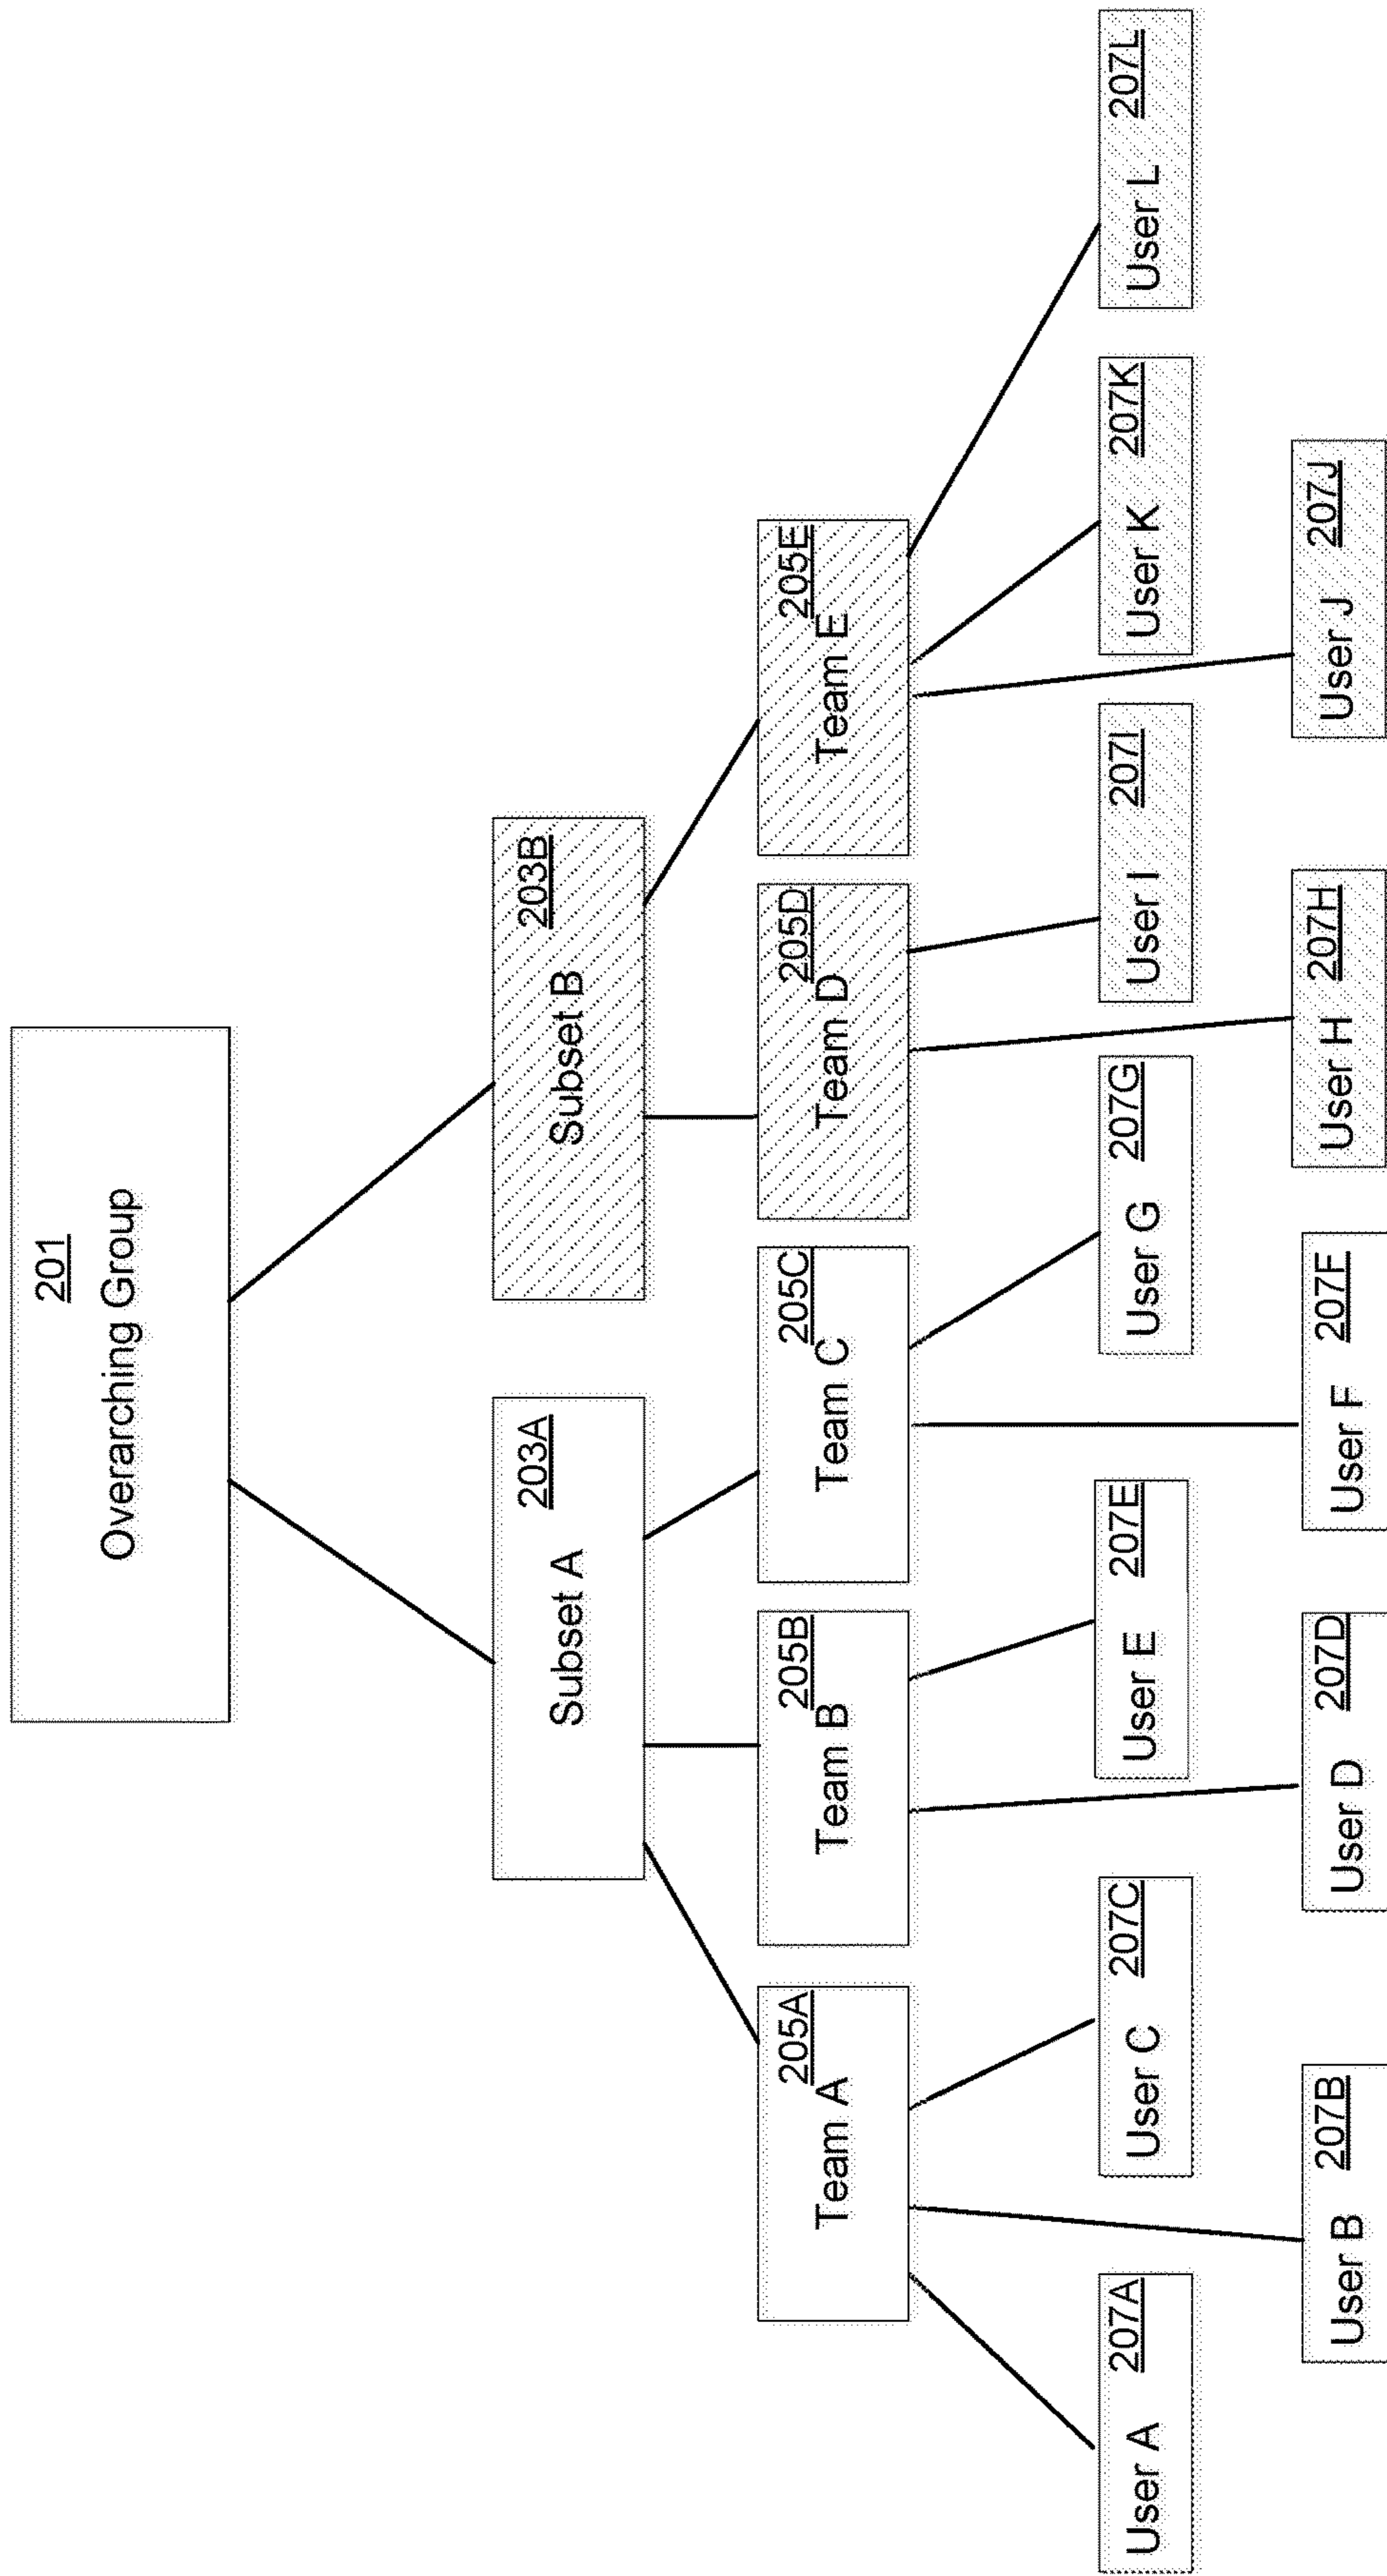 201
Overarching Group
203A
Subset A
203B
Subset B
205A
Team A
205B
Team B
205C
Team C
205D
Team D
205E
Team E
User A 207A
User C 207C
User E 207E
User G 207G
User I 207I
User K 207K
User L 207L
User B 207B
User D 207D
User F 207F
User H 207H
User J 207J